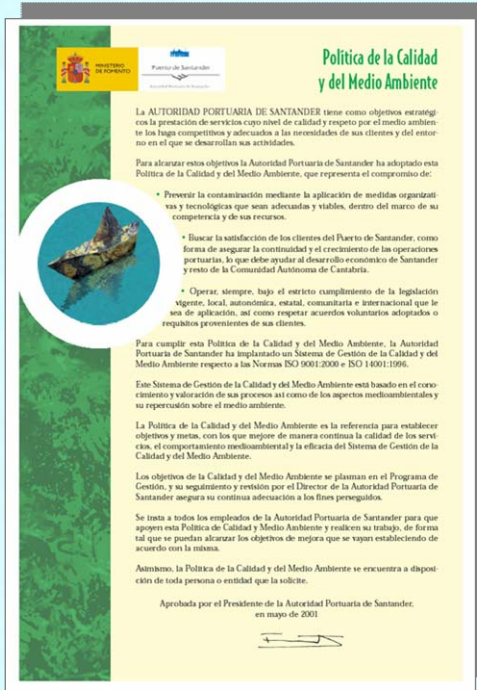 MINISTERIO
DE FOMENTO
Puerto de Santander
Autoridad Portuaria de Santander
Política de la Calidad
y del Medio Ambiente
La AUTORIDAD PORTUARIA DE SANTANDER tiene como objetivos estratégi-
cos la prestación de servicios cuyo nivel de calidad y respeto por el medio ambien-
te los haga competitivos y adecuados a las necesidades de sus clientes y del entor-
no en el que se desarrollan sus actividades.
Para alcanzar estos objetivos la Autoridad Portuaria de Santander ha adoptado esta
Política de la Calidad y del Medio Ambiente, que representa el compromiso de:
• Prevenir la contaminación mediante la aplicación de medidas organizati-
vas y tecnológicas que sean adecuadas y viables, dentro del marco de su
competencia y de sus recursos.
• Buscar la satisfacción de los clientes del Puerto de Santander, como
forma de asegurar la continuidad y el crecimiento de las operaciones
portuarias, lo que debe ayudar al desarrollo económico de Santander
y resto de la Comunidad Autónoma de Cantabria.
• Operar, siempre, bajo el estricto cumplimiento de la legislación
vigente, local, autonómica, estatal, comunitaria e internacional que le
sea de aplicación, así como respetar acuerdos voluntarios adoptados o
requisitos provenientes de sus clientes.
Para cumplir esta Política de la Calidad y del Medio Ambiente, la Autoridad
Portuaria de Santander ha implantado un Sistema de Gestión de la Calidad y del
Medio Ambiente respecto a las Normas ISO 9001:2000 e ISO 14001:1996.
Este Sistema de Gestión de la Calidad y del Medio Ambiente está basado en el cono-
cimiento y valoración de sus procesos así como de los aspectos medioambientales y
su repercusión sobre el medio ambiente.
La Política de la Calidad y del Medio Ambiente es la referencia para establecer
objetivos y metas, con los que mejore de manera continua la calidad de los servi-
cios, el comportamiento medioambiental y la eficacia del Sistema de Gestión de la
Calidad y del Medio Ambiente.
Los objetivos de la Calidad y del Medio Ambiente se plasman en el Programa de
Gestión, y su seguimiento y revisión por el Director de la Autoridad Portuaria de
Santander asegura su continua adecuación a los fines perseguidos.
Se insta a todos los empleados de la Autoridad Portuaria de Santander para que
apoyen esta Política de Calidad y Medio Ambiente y realicen su trabajo, de forma
tal que se puedan alcanzar los objetivos de mejora que se vayan estableciendo de
acuerdo con la misma.
Asimismo, la Política de la Calidad y del Medio Ambiente se encuentra a disposi-
ción de toda persona o entidad que la solicite.
Aprobada por el Presidente de la Autoridad Portuaria de Santander,
en mayo de 2001